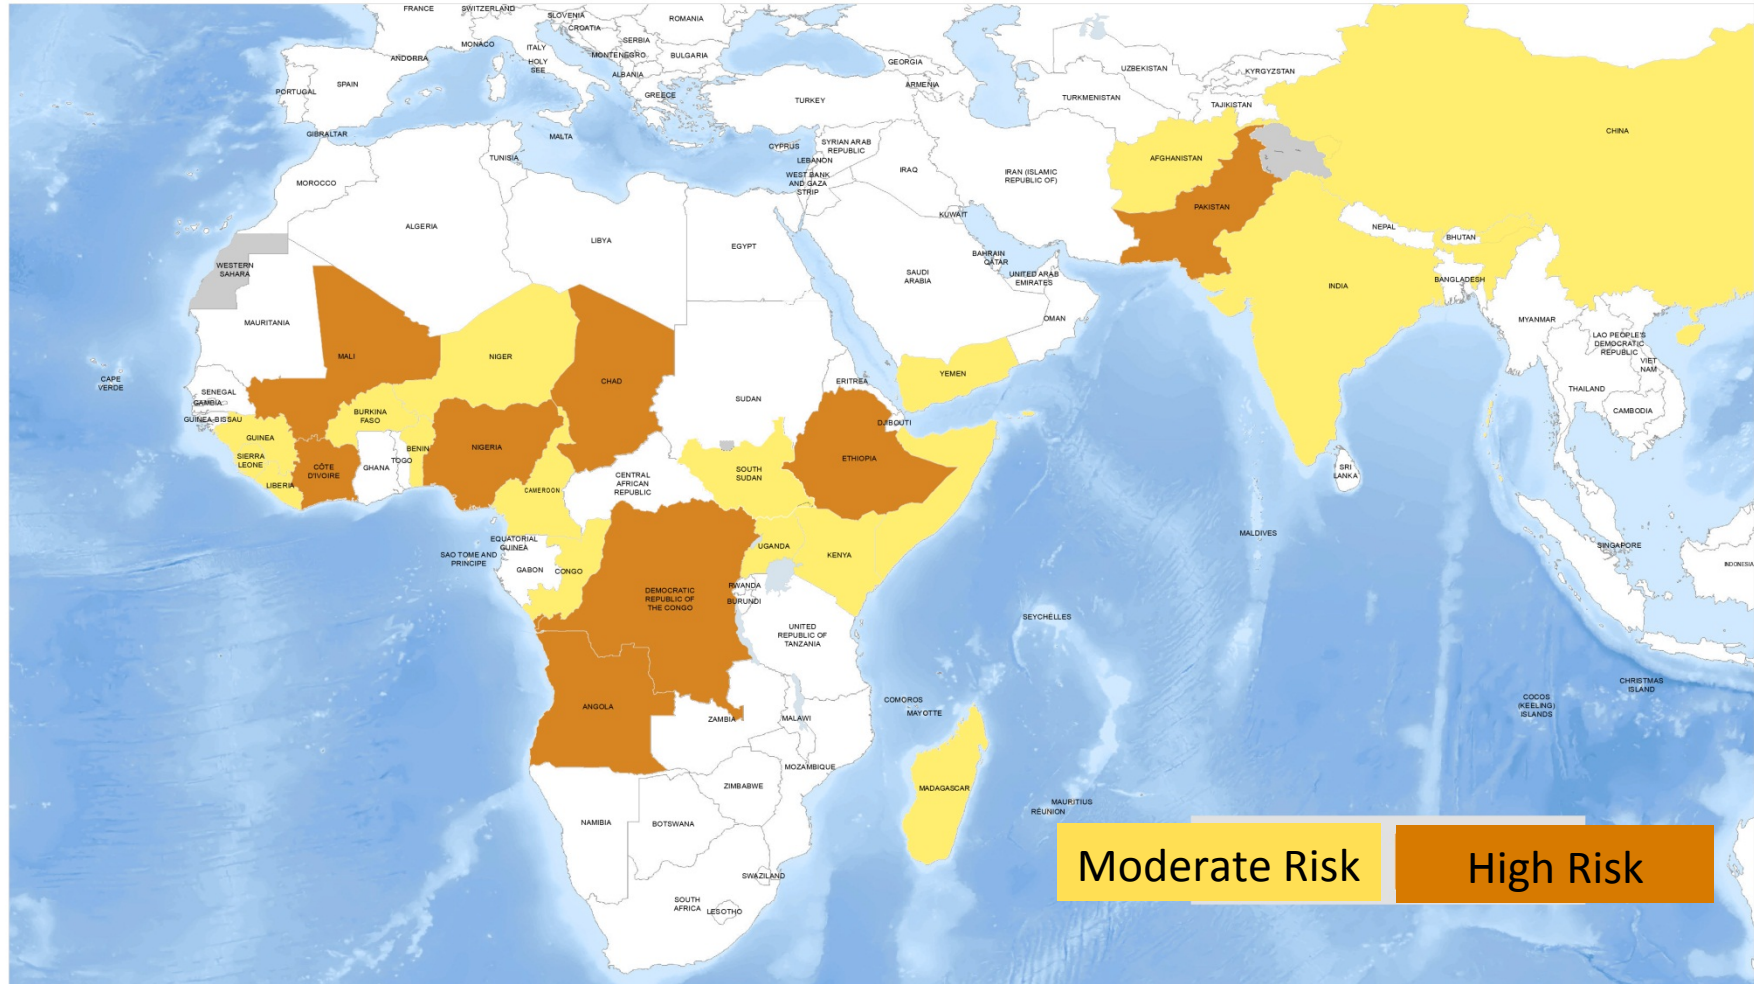 FRANCE
SWITZERLAND
SLOVENIA
CROATIA
ROMANIA
SERBIA
MONACO
ITALY
HOLY
SEE
MONTENEGRO
BULGARIA
ANDORRA
ALBANIA
GEORGIA
UZBEKISTAN
KYRGYZSTAN
PORTUGAL
SPAIN
GREECE
TURKEY
ARMENIA
TURKMENISTAN
TAJIKISTAN
GIBRALTAR
MALTA
TUNISIA
CYPRUS
SYRIAN ARAB
REPUBLIC
LEBANON
WEST BANK
AND GAZA
STRIP
IRAQ
IRAN (ISLAMIC
REPUBLIC OF)
AFGHANISTAN
CHINA
MOROCCO
KUWAIT
PAKISTAN
ALGERIA
LIBYA
EGYPT
NEPAL
BHUTAN
WESTERN
SAHARA
SAUDI
ARABIA
BAHRAIN
QATAR
UNITED ARAB
EMIRATES
INDIA
BANGLADESH
MAURITANIA
OMAN
MYANMAR
LAO PEOPLE'S
DEMOCRATIC
REPUBLIC
VIET
NAM
MALI
NIGER
CHAD
CAPE
VERDE
SENEGAL
GAMBIA
GUINEA-BISSAU
BURKINA
FASO
SUDAN
ERITREA
YEMEN
THAILAND
CAMBODIA
GUINEA
BENIN
NIGERIA
DJIBOUTI
SIERRA
LEONE
CÔTE
D'IVOIRE
GHANA
TOGO
ETHIOPIA
SRI
LANKA
LIBERIA
CAMEROON
CENTRAL
AFRICAN
REPUBLIC
SOUTH
SUDAN
MALDIVES
EQUATORIAL
GUINEA
SAO TOME AND
PRINCIPE
GABON
CONGO
UGANDA
KENYA
SINGAPORE
INDONESIA
DEMOCRATIC
REPUBLIC OF
THE CONGO
RWANDA
BURUNDI
UNITED
REPUBLIC OF
TANZANIA
SEYCHELLES
ANGOLA
ZAMBIA
MALAWI
COMOROS
MAYOTTE
COCOS
(KEELING)
ISLANDS
CHRISTMAS
ISLAND
MOZAMBIQUE
ZIMBABWE
MADAGASCAR
MAURITIUS
RÉUNION
NAMIBIA
BOTSWANA
SWAZILAND
SOUTH
AFRICA
LESOTHO
Moderate Risk
High Risk